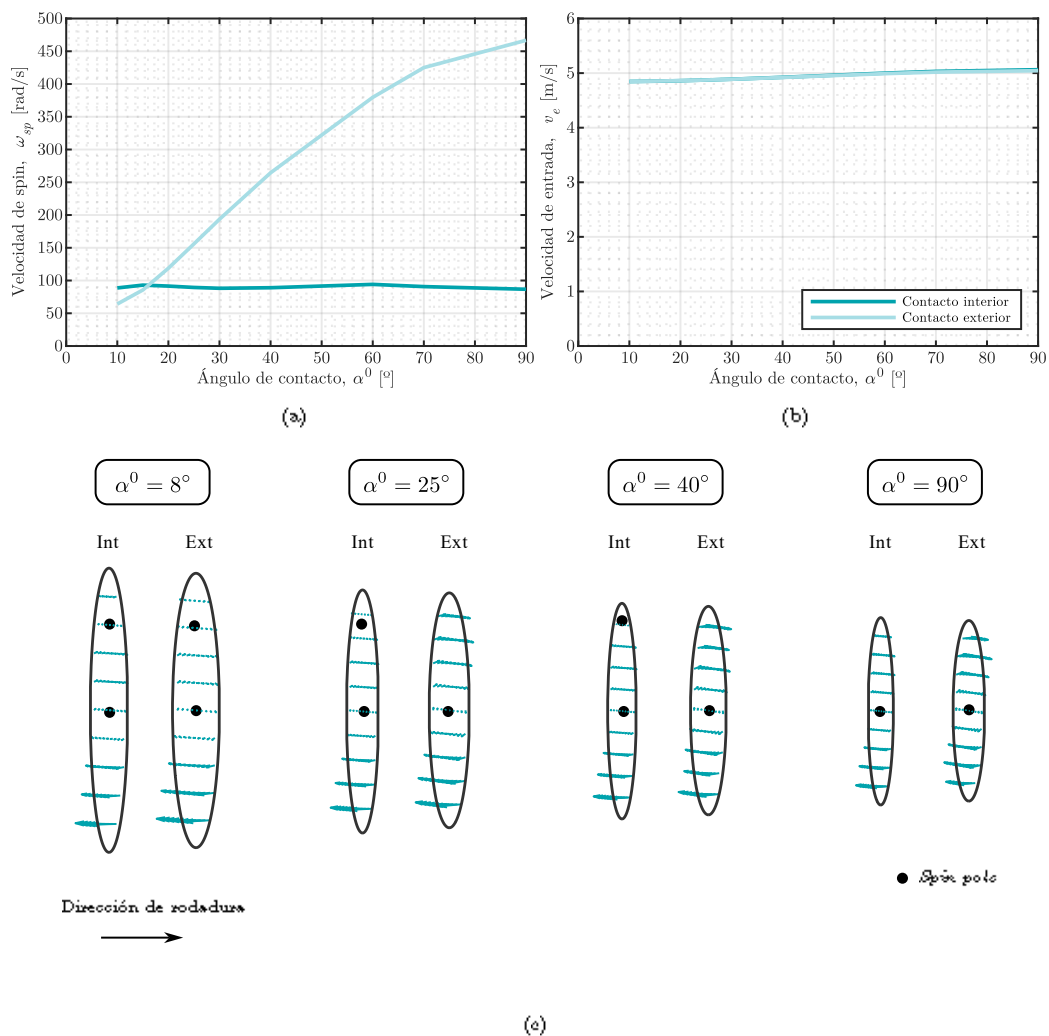 500
450
400
350
300
250
200
150
100
50
0
0 10 20 30 40 50 60 70 80 90
Velocidad de spin, ω_sp [rad/s]
Ángulo de contacto, α⁰ [º]
(a)
6
5
4
3
2
1
0
0 10 20 30 40 50 60 70 80 90
Velocidad de entrada, v_e [m/s]
Ángulo de contacto, α⁰ [º]
Contacto interior
Contacto exterior
(b)
α⁰ = 8° α⁰ = 25° α⁰ = 40° α⁰ = 90°
Int Ext Int Ext Int Ext Int Ext
Spin pole
Dirección de rodadura
(c)